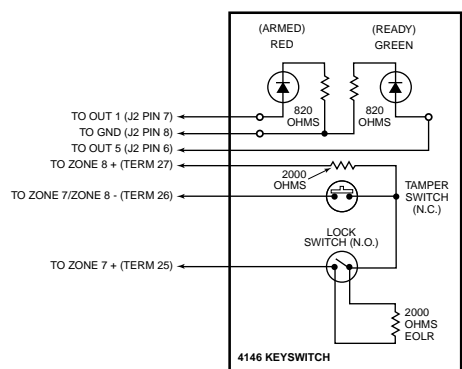 (ARMED)
RED
(READY)
GREEN
820
OHMS
820
OHMS
TO OUT 1 (J2 PIN 7)
TO GND (J2 PIN 8)
TO OUT 5 (J2 PIN 6)
TO ZONE 8 + (TERM 27)
2000
OHMS
TO ZONE 7/ZONE 8 - (TERM 26)
TAMPER
SWITCH
(N.C.)
LOCK
SWITCH (N.O.)
TO ZONE 7 + (TERM 25)
2000
OHMS
EOLR
4146 KEYSWITCH